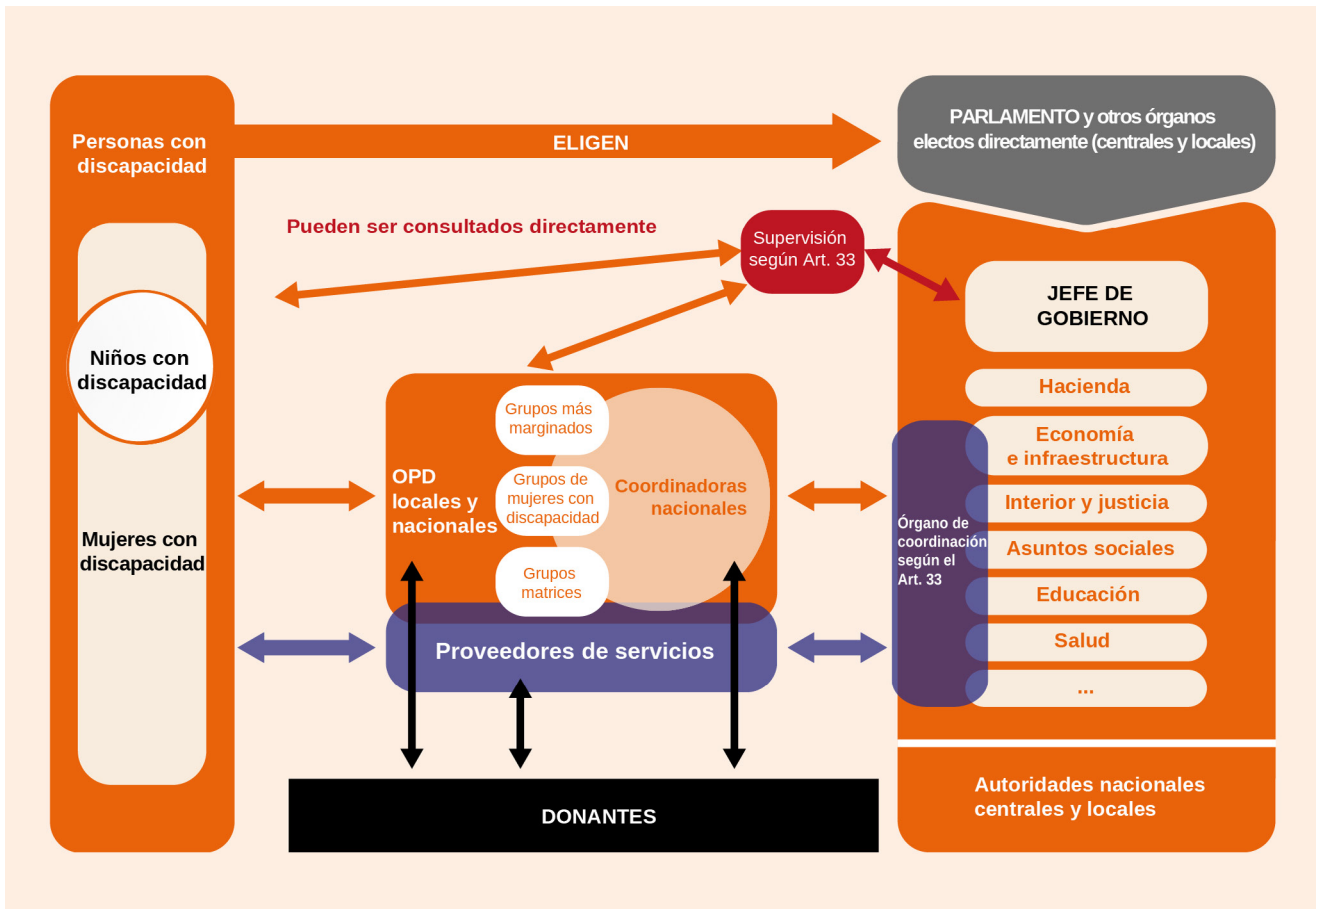 Personas con
discapacidad
ELIGEN
PARLAMENTO y otros órganos
electos directamente (centrales y locales)
Pueden ser consultados directamente
Supervisión
según Art. 33
JEFE DE
GOBIERNO
Niños con
discapacidad
Mujeres con
discapacidad
OPD
locales y
nacionales
Grupos más
marginados
Grupos de
mujeres con
discapacidad
Grupos
matrices
Coordinadoras
nacionales
Proveedores de servicios
Órgano de
coordinación
según el
Art. 33
Hacienda
Economía
e infraestructura
Interior y justicia
Asuntos sociales
Educación
Salud
...
DONANTES
Autoridades nacionales
centrales y locales